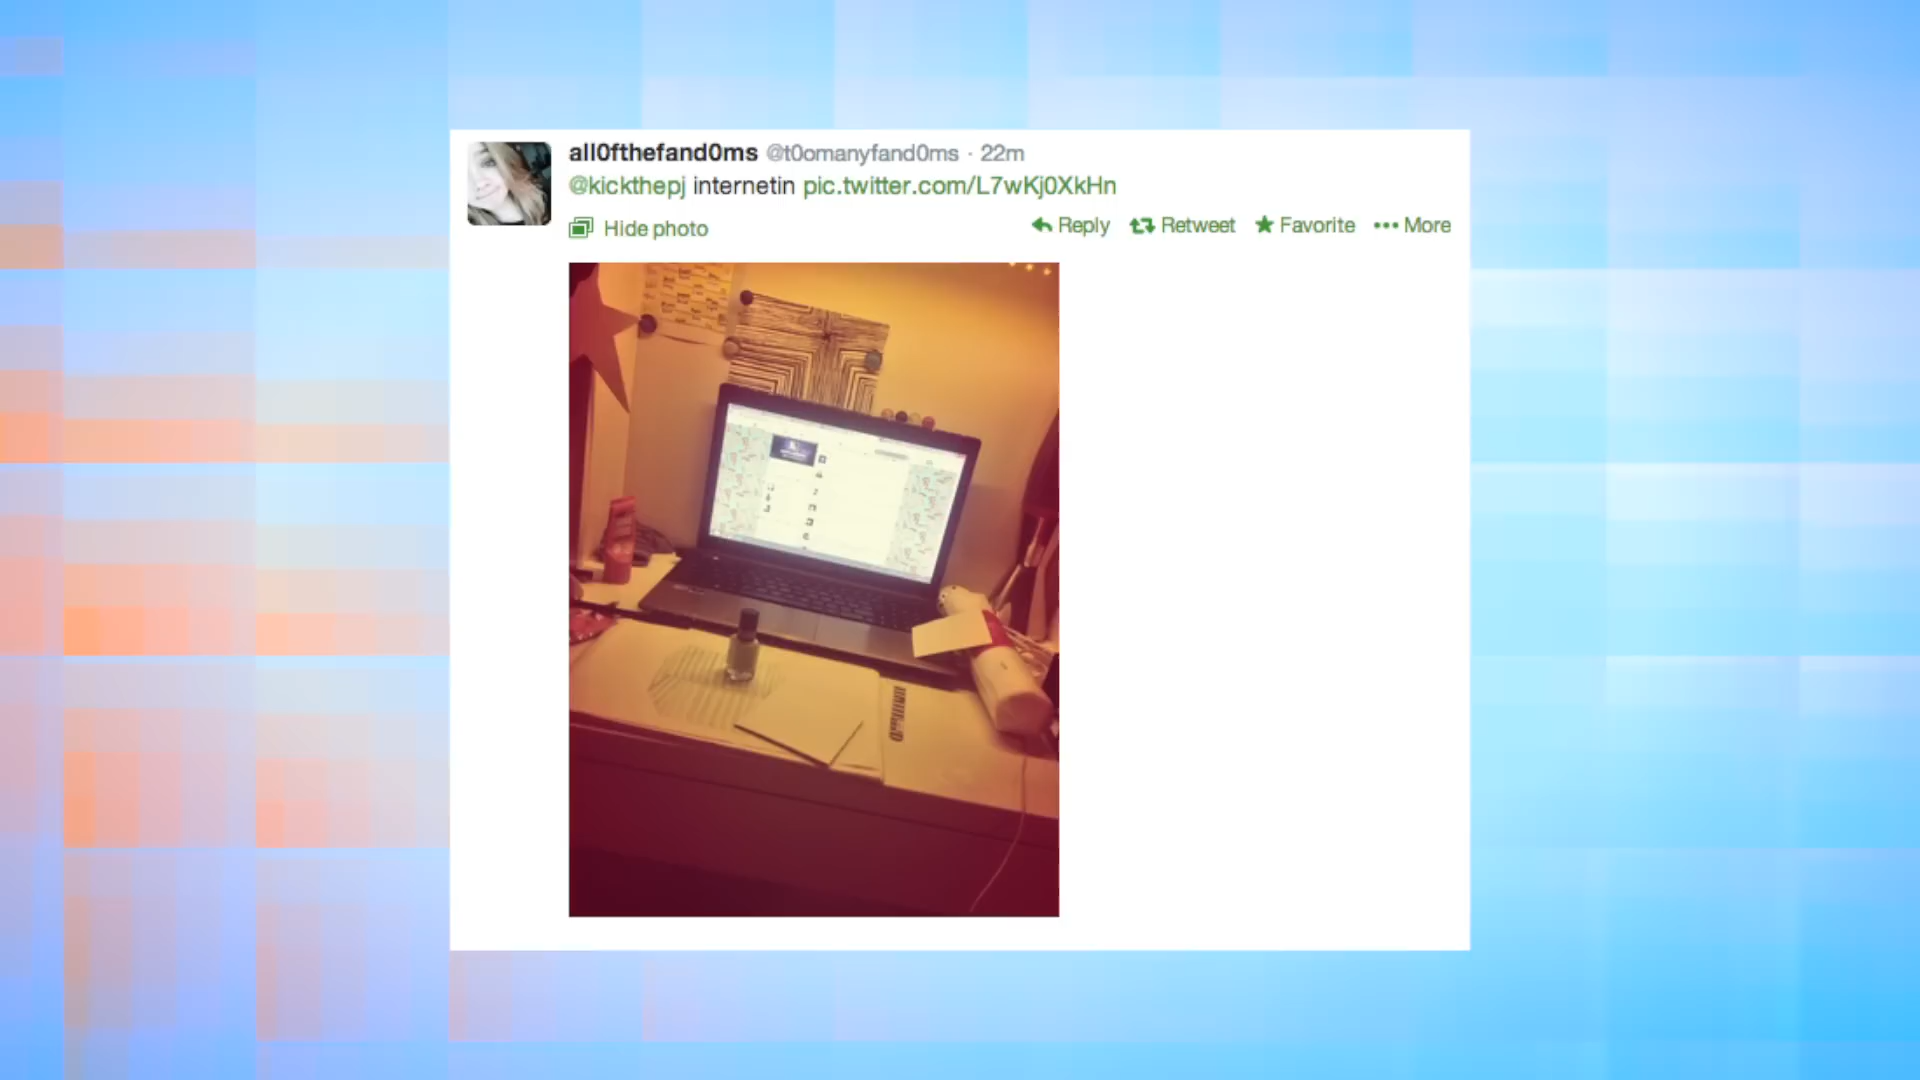 all0fthefand0ms @t0omanyfand0ms · 22m
@kickthepj internetin pic.twitter.com/L7wKj0XkHn
Hide photo
Reply Retweet Favorite More